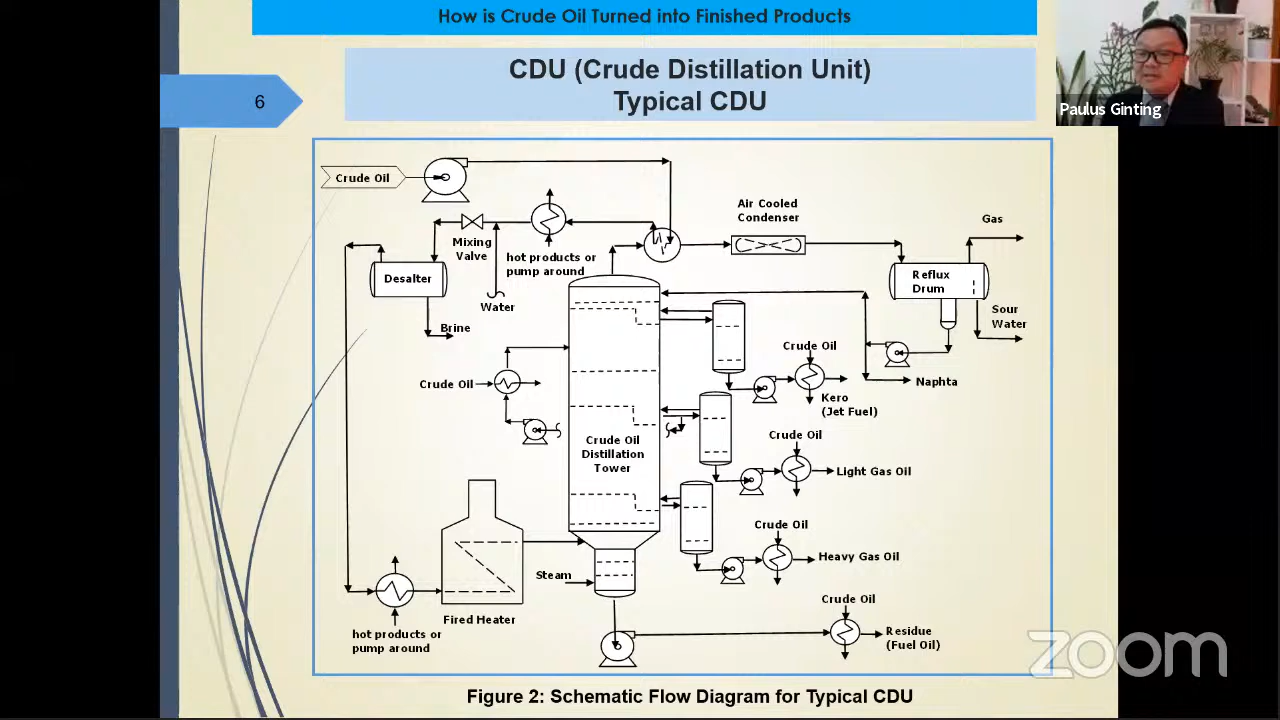 How is Crude Oil Turned into Finished Products
CDU (Crude Distillation Unit)
Typical CDU
6
Paulus Ginting
Crude Oil
Air Cooled
Condenser
Gas
Mixing
Valve
hot products or
pump around
Desalter
Reflux
Drum
Water
Sour
Water
Brine
Crude Oil
Crude Oil
Naphta
Kero
(Jet Fuel)
Crude Oil
Distillation
Tower
Crude Oil
Light Gas Oil
Crude Oil
Heavy Gas Oil
Steam
Fired Heater
Crude Oil
hot products or
pump around
Residue
(Fuel Oil)
zoom
Figure 2: Schematic Flow Diagram for Typical CDU